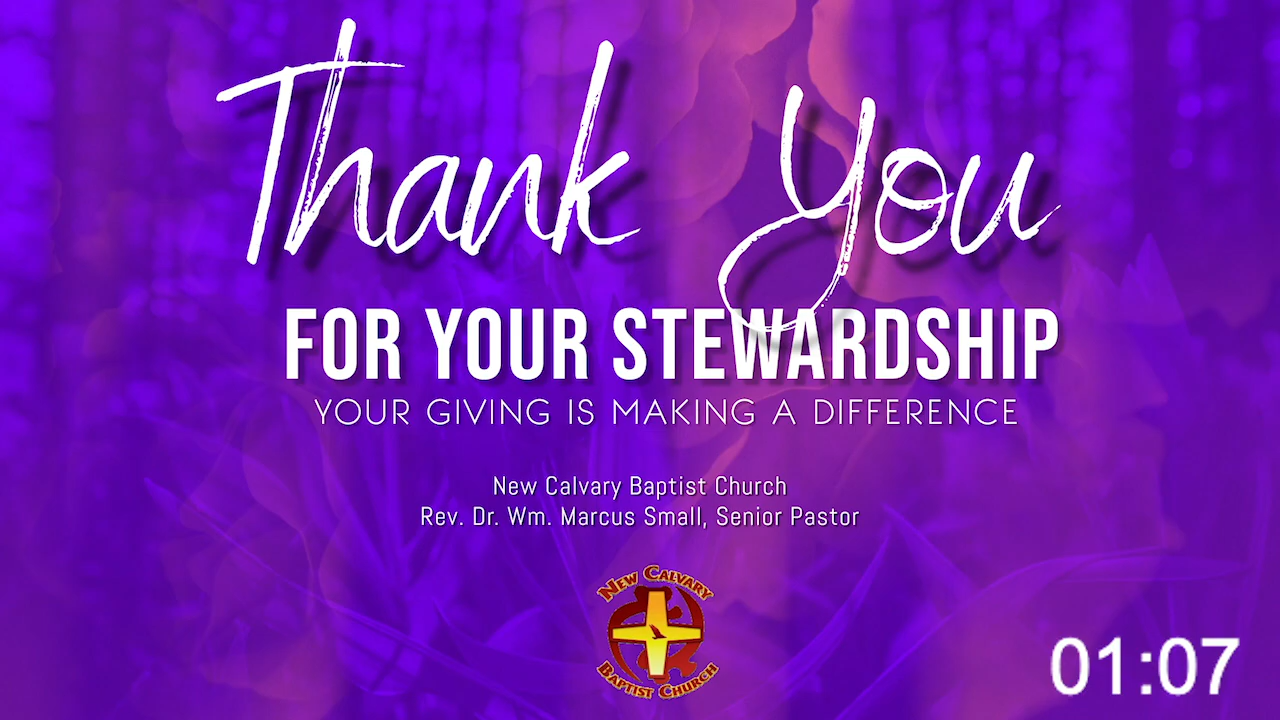 Thank You
FOR YOUR STEWARDSHIP
YOUR GIVING IS MAKING A DIFFERENCE
New Calvary Baptist Church
Rev. Dr. Wm. Marcus Small, Senior Pastor
NEW CALVARY
BAPTIST CHURCH
01:07